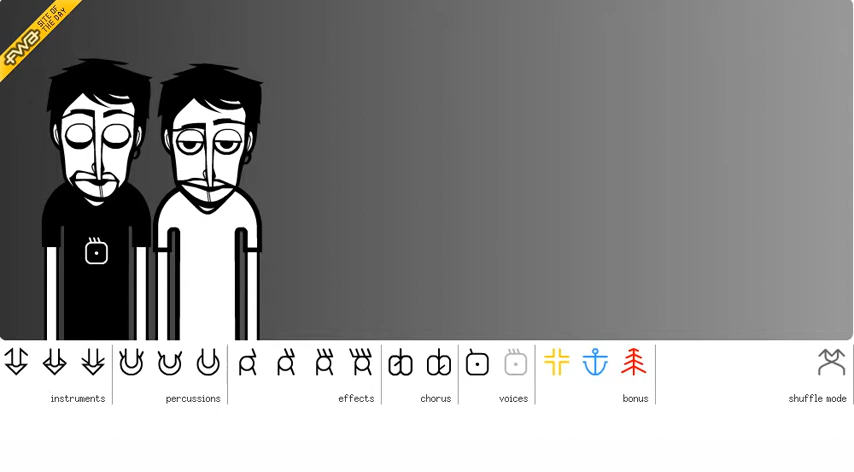 FWA
SITE OF
THE DAY
instruments
percussions
effects
chorus
voices
bonus
shuffle mode